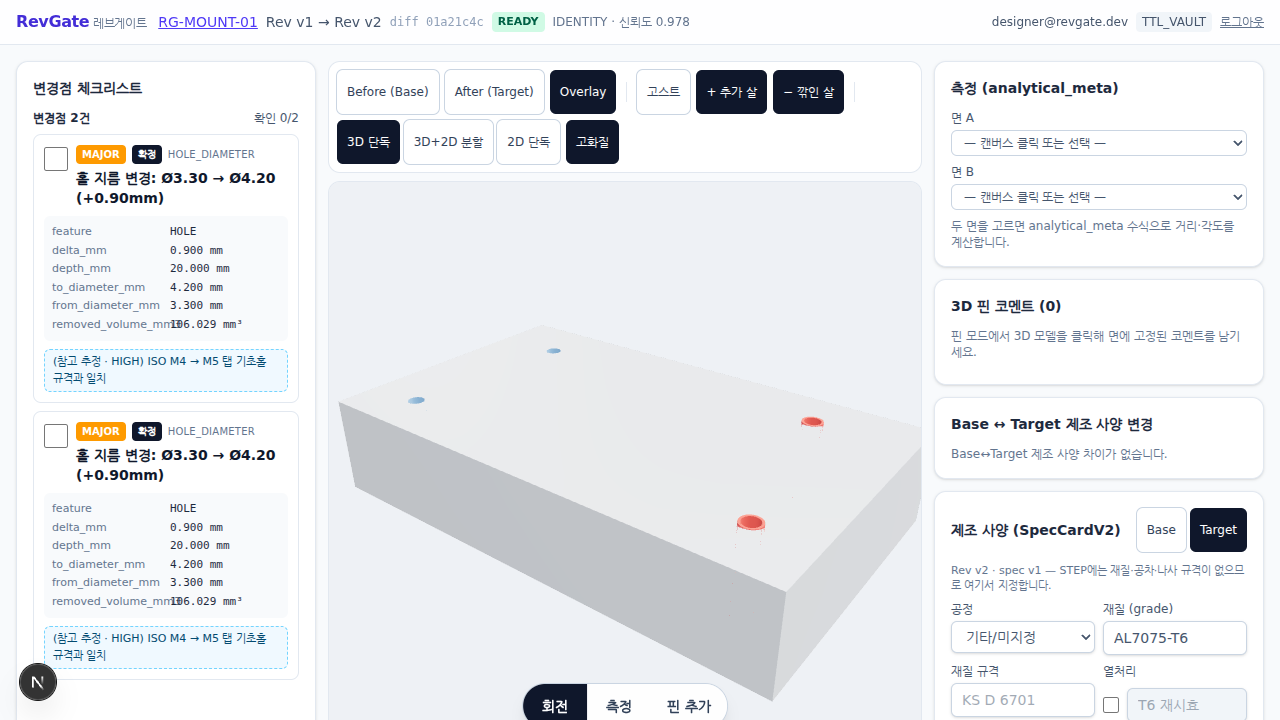 RevGate 레브게이트 RG-MOUNT-01 Rev v1 → Rev v2 diff 01a21c4c READY IDENTITY · 신뢰도 0.978 designer@revgate.dev TTL_VAULT 로그아웃
변경점 체크리스트
변경점 2건 확인 0/2
MAJOR 확정 HOLE_DIAMETER
홀 지름 변경: Ø3.30 → Ø4.20
(+0.90mm)
feature HOLE
delta_mm 0.900 mm
depth_mm 20.000 mm
to_diameter_mm 4.200 mm
from_diameter_mm 3.300 mm
removed_volume_mm3 106.029 mm³
(참고 추정 · HIGH) ISO M4 → M5 탭 기초홀
규격과 일치
MAJOR 확정 HOLE_DIAMETER
홀 지름 변경: Ø3.30 → Ø4.20
(+0.90mm)
feature HOLE
delta_mm 0.900 mm
depth_mm 20.000 mm
to_diameter_mm 4.200 mm
from_diameter_mm 3.300 mm
removed_volume_mm3 106.029 mm³
(참고 추정 · HIGH) ISO M4 → M5 탭 기초홀
규격과 일치
N
Before (Base) After (Target) Overlay 고스트 + 추가 살 − 깎인 살
3D 단독 3D+2D 분할 2D 단독 고화질
회전 측정 핀 추가
측정 (analytical_meta)
면 A
— 캔버스 클릭 또는 선택 —
면 B
— 캔버스 클릭 또는 선택 —
두 면을 고르면 analytical_meta 수식으로 거리·각도를
계산합니다.
3D 핀 코멘트 (0)
핀 모드에서 3D 모델을 클릭해 면에 고정된 코멘트를 남기
세요.
Base ↔ Target 제조 사양 변경
Base↔Target 제조 사양 차이가 없습니다.
제조 사양 (SpecCardV2) Base Target
Rev v2 · spec v1 — STEP에는 재질·공차·나사 규격이 없으므
로 여기서 지정합니다.
공정 재질 (grade)
기타/미지정 AL7075-T6
재질 규격 열처리
KS D 6701 T6 재시효